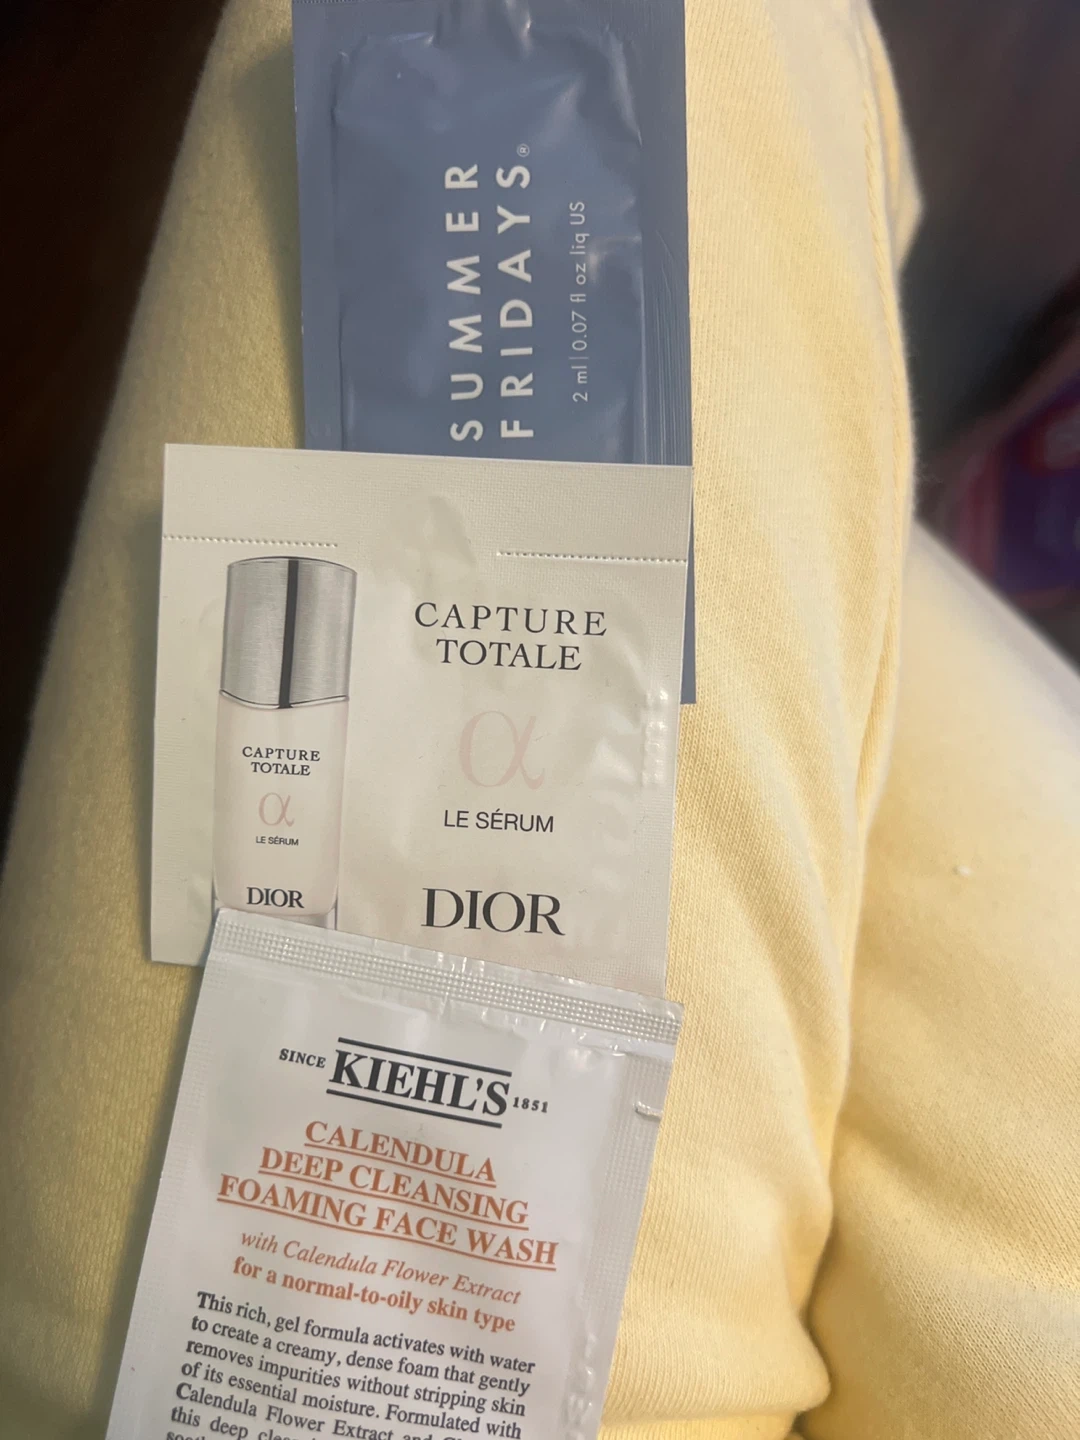 SUMMER
FRIDAYS®
2 ml | 0.07 fl oz liq US
CAPTURE
TOTALE
α
LE SÉRUM
DIOR
CAPTURE
TOTALE
α
LE SÉRUM
DIOR
SINCE KIEHL'S 1851
CALENDULA
DEEP CLEANSING
FOAMING FACE WASH
with Calendula Flower Extract
for a normal-to-oily skin type
This rich, gel formula activates with water
to create a creamy, dense foam that gently
removes impurities without stripping skin
of its essential moisture. Formulated with
Calendula Flower Extract and
this deep